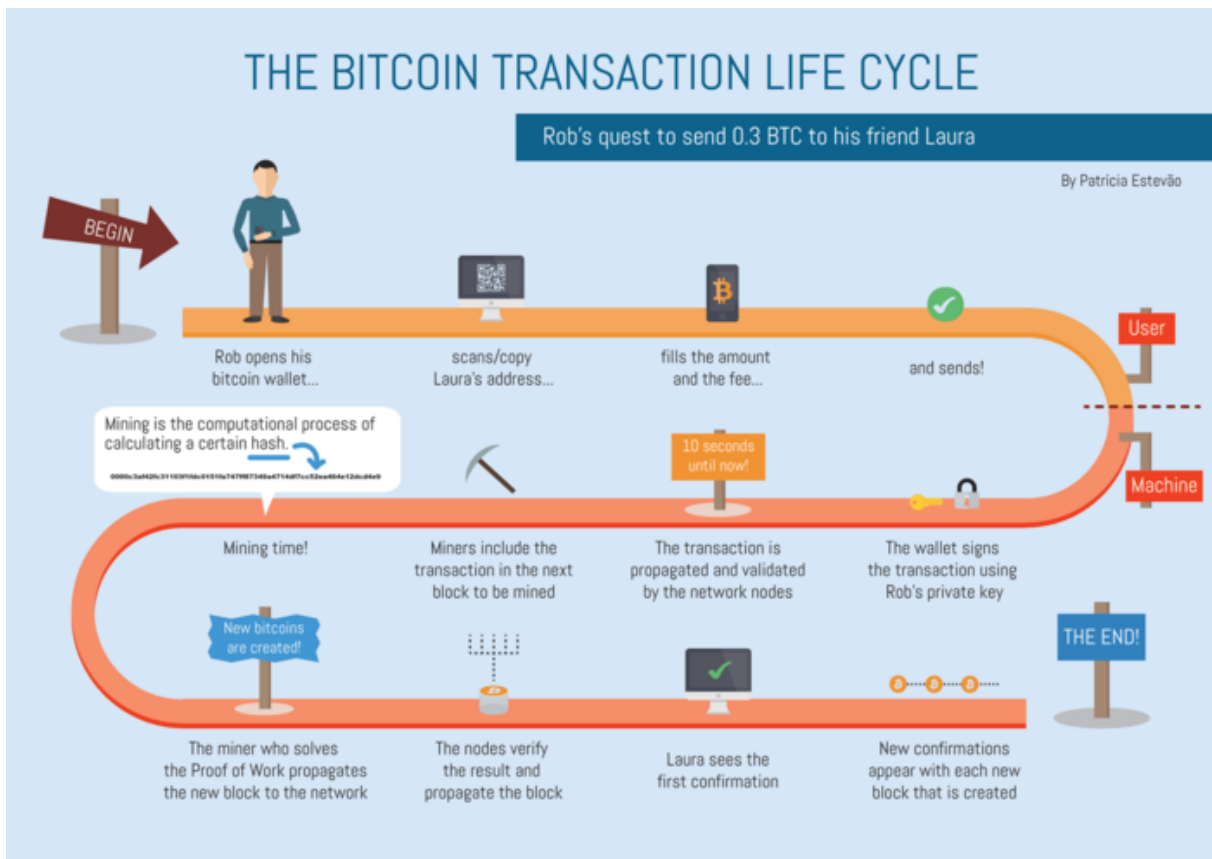 THE BITCOIN TRANSACTION LIFE CYCLE
Rob's quest to send 0.3 BTC to his friend Laura
By Patrícia Estevão
BEGIN
Rob opens his
bitcoin wallet...
scans/copy
Laura's address...
fills the amount
and the fee...
and sends!
User
Machine
The wallet signs
the transaction using
Rob's private key
10 seconds
until now!
The transaction is
propagated and validated
by the network nodes
Miners include the
transaction in the next
block to be mined
Mining is the computational process of
calculating a certain hash.
Mining time!
New bitcoins
are created!
The miner who solves
the Proof of Work propagates
the new block to the network
The nodes verify
the result and
propagate the block
Laura sees the
first confirmation
New confirmations
appear with each new
block that is created
THE END!